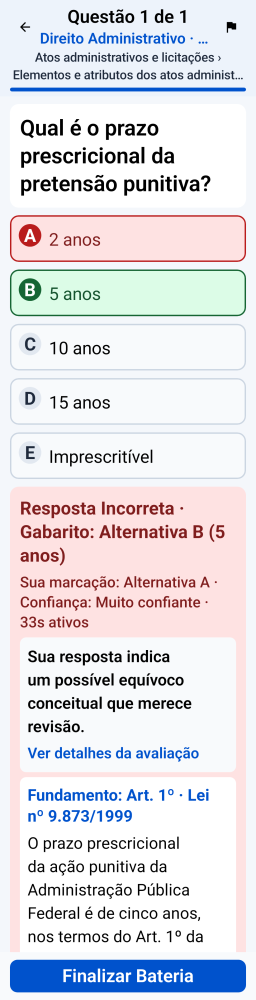 Questão 1 de 1
Direito Administrativo · ...
Atos administrativos e licitações ›
Elementos e atributos dos atos administ...
Qual é o prazo
prescricional da
pretensão punitiva?
A 2 anos
B 5 anos
C 10 anos
D 15 anos
E Imprescritível
Resposta Incorreta ·
Gabarito: Alternativa B (5
anos)
Sua marcação: Alternativa A ·
Confiança: Muito confiante ·
33s ativos
Sua resposta indica
um possível equívoco
conceitual que merece
revisão.
Ver detalhes da avaliação
Fundamento: Art. 1º · Lei
nº 9.873/1999
O prazo prescricional
da ação punitiva da
Administração Pública
Federal é de cinco anos,
nos termos do Art. 1º da
Finalizar Bateria